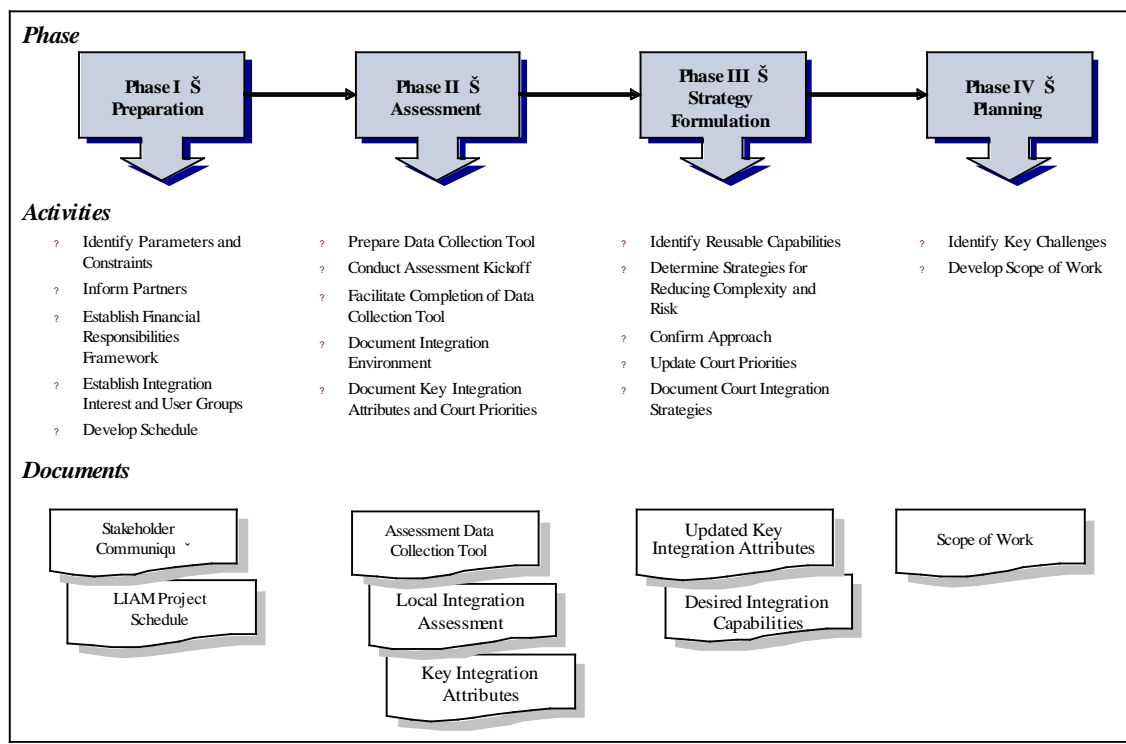 Phase
Phase I Š
Preparation
Phase II Š
Assessment
Phase III Š
Strategy
Formulation
Phase IV Š
Planning
Activities
? Identify Parameters and
Constraints
? Inform Partners
? Establish Financial
Responsibilities
Framework
? Establish Integration
Interest and User Groups
? Develop Schedule
? Prepare Data Collection Tool
? Conduct Assessment Kickoff
? Facilitate Completion of Data
Collection Tool
? Document Integration
Environment
? Document Key Integration
Attributes and Court Priorities
? Identify Reusable Capabilities
? Determine Strategies for
Reducing Complexity and
Risk
? Confirm Approach
? Update Court Priorities
? Document Court Integration
Strategies
? Identify Key Challenges
? Develop Scope of Work
Documents
Stakeholder
Communiqu ˇ
LIAM Project
Schedule
Assessment Data
Collection Tool
Local Integration
Assessment
Key Integration
Attributes
Updated Key
Integration Attributes
Desired Integration
Capabilities
Scope of Work